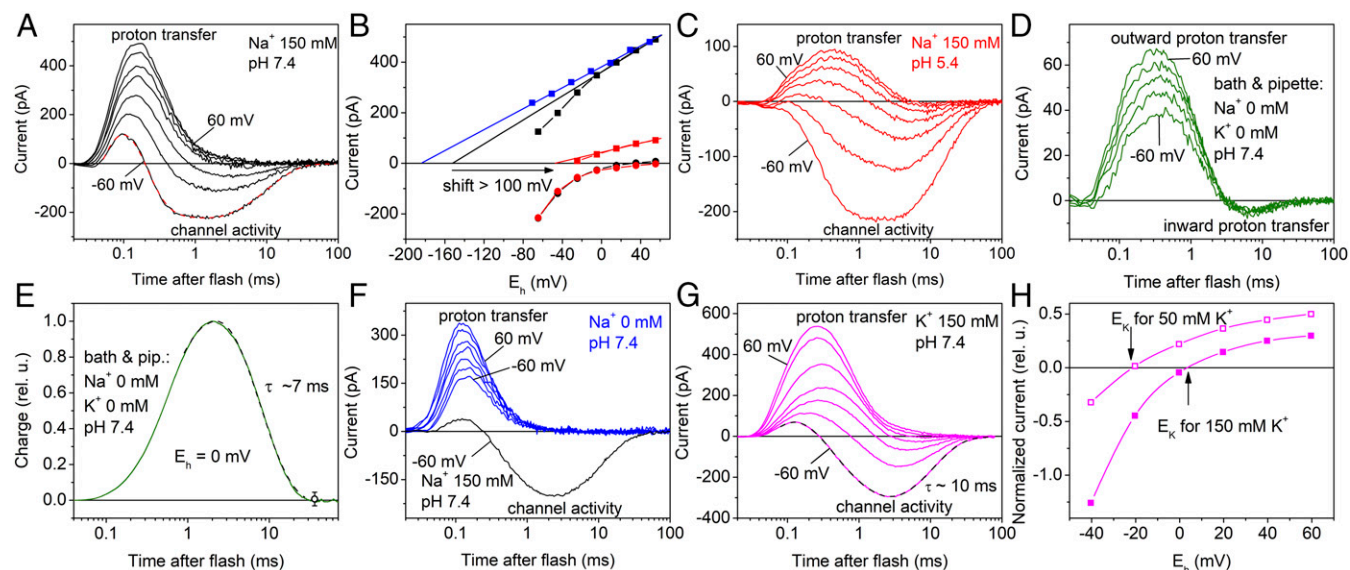 A
proton transfer
Na⁺ 150 mM
pH 7.4
400
200
0
-200
60 mV
-60 mV
channel activity
0.1
1
10
100
Current (pA)
Time after flash (ms)
B
400
200
0
-200
shift > 100 mV
-200
-160
-120
-80
-40
0
40
80
Current (pA)
E_h (mV)
C
proton transfer
Na⁺ 150 mM
pH 5.4
100
50
0
-50
-100
-150
-200
60 mV
-60 mV
channel activity
0.1
1
10
100
Current (pA)
Time after flash (ms)
D
outward proton transfer
60 mV
bath & pipette:
Na⁺ 0 mM
K⁺ 0 mM
pH 7.4
-60 mV
inward proton transfer
60
40
20
0
0.1
1
10
100
Current (pA)
Time after flash (ms)
E
bath & pip.:
Na⁺ 0 mM
K⁺ 0 mM
pH 7.4
τ ~7 ms
E_h = 0 mV
1.0
0.8
0.6
0.4
0.2
0.0
0.1
1
10
Charge (rel. u.)
Time after flash (ms)
F
proton transfer
Na⁺ 0 mM
pH 7.4
60 mV
-60 mV
-60 mV
Na⁺ 150 mM
pH 7.4
channel activity
300
150
0
-150
0.1
1
10
100
Current (pA)
Time after flash (ms)
G
proton transfer
K⁺ 150 mM
pH 7.4
60 mV
-60 mV
τ ~ 10 ms
channel activity
600
400
200
0
-200
-400
0.1
1
10
100
Current (pA)
Time after flash (ms)
H
E_K for 50 mM K⁺
E_K for 150 mM K⁺
0.5
0.0
-0.5
-1.0
-40
-20
0
20
40
60
Normalized current (rel. u.)
E_h (mV)